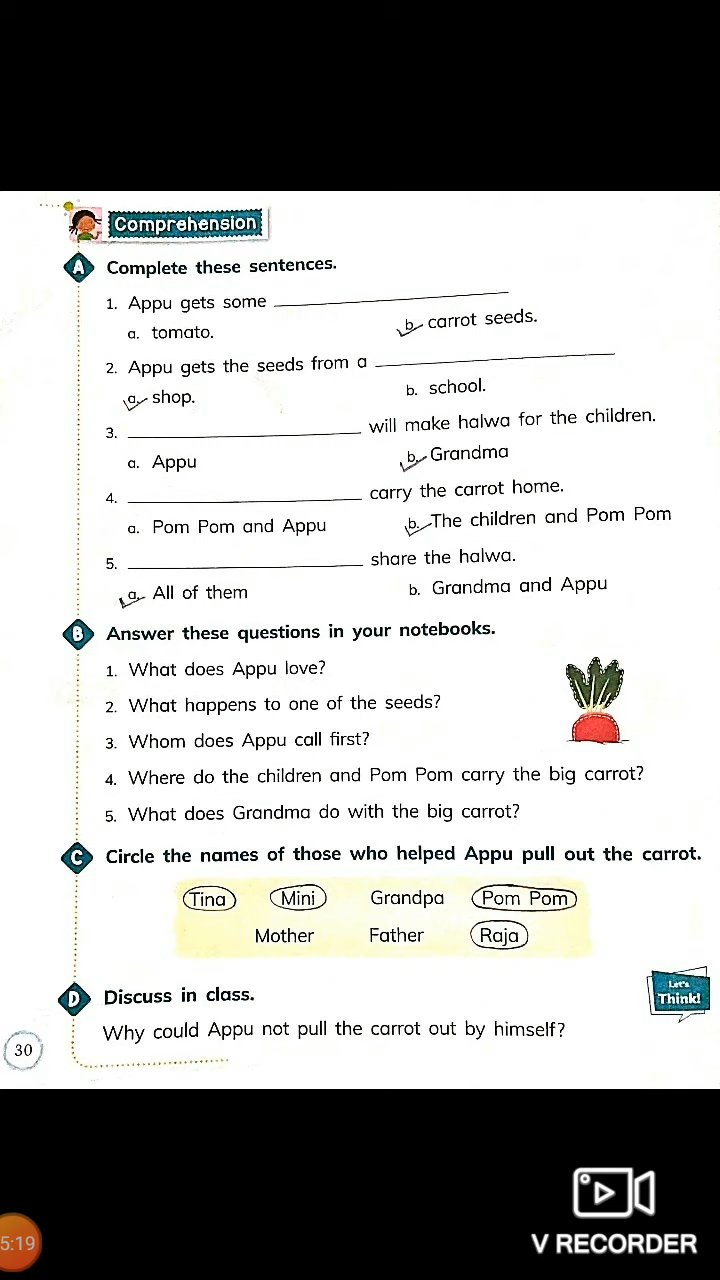 Comprehension
A Complete these sentences.
1. Appu gets some ____________
a. tomato. b. carrot seeds.
2. Appu gets the seeds from a ____________
a. shop. b. school.
3. ____________ will make halwa for the children.
a. Appu b. Grandma
4. ____________ carry the carrot home.
a. Pom Pom and Appu b. The children and Pom Pom
5. ____________ share the halwa.
a. All of them b. Grandma and Appu
B Answer these questions in your notebooks.
1. What does Appu love?
2. What happens to one of the seeds?
3. Whom does Appu call first?
4. Where do the children and Pom Pom carry the big carrot?
5. What does Grandma do with the big carrot?
C Circle the names of those who helped Appu pull out the carrot.
Tina Mini Grandpa Pom Pom
Mother Father Raja
D Discuss in class.
Let's
Think!
Why could Appu not pull the carrot out by himself?
30
5:19
V RECORDER